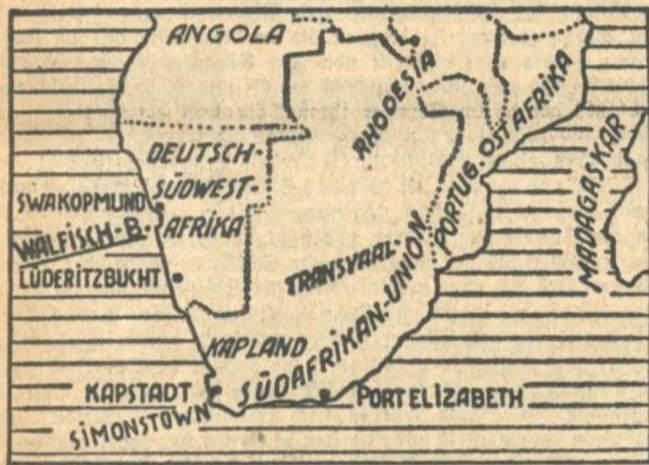 ANGOLA
RHODESIA
PORTUG. OSTAFRIKA
MADAGASKAR
DEUTSCH-
SÜDWEST-
AFRIKA
SWAKOPMUND
WALFISCH-B.
LÜDERITZBUCHT
TRANSVAAL-
KAPLAND
SÜDAFRIKAN.-UNION
KAPSTADT
SIMONSTOWN
PORT ELIZABETH